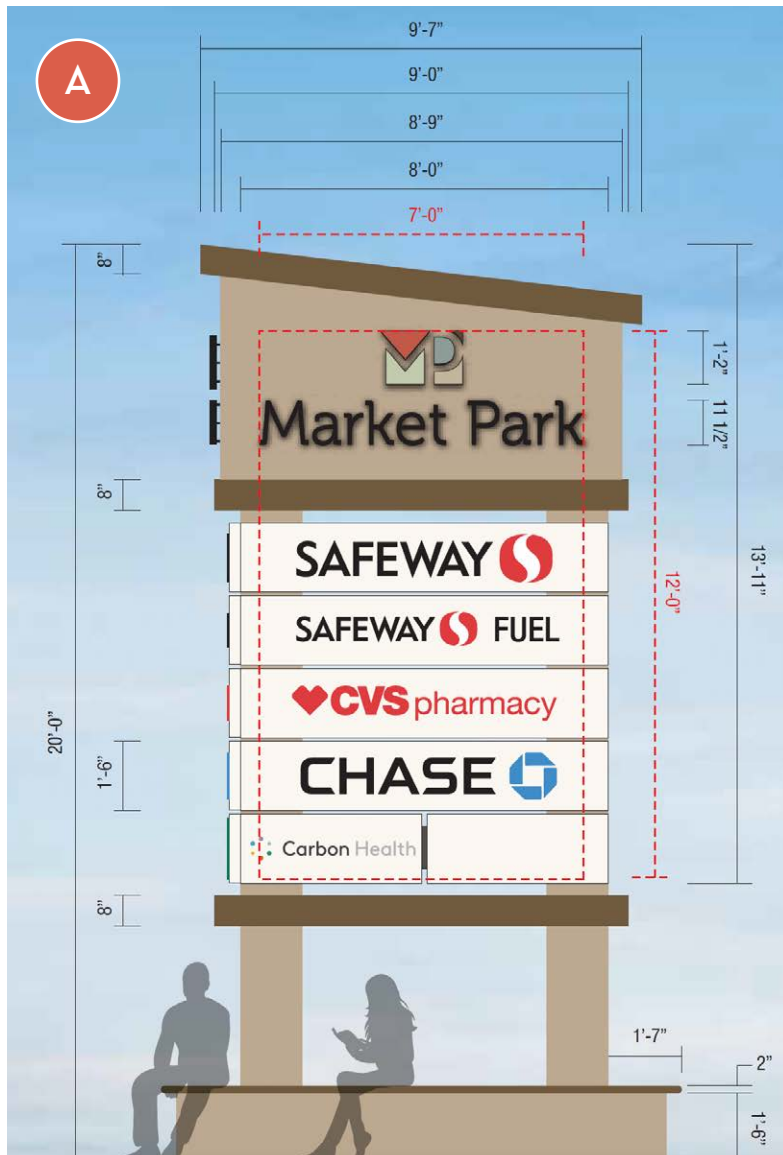 A
9'-7"
9'-0"
8'-9"
8'-0"
7'-0"
8"
1'-2"
Market Park
11 1/2"
8"
SAFEWAY
13'-11"
12'-0"
SAFEWAY FUEL
CVS pharmacy
20'-0"
1'-6"
CHASE
Carbon Health
8"
1'-7"
2"
1'-6"